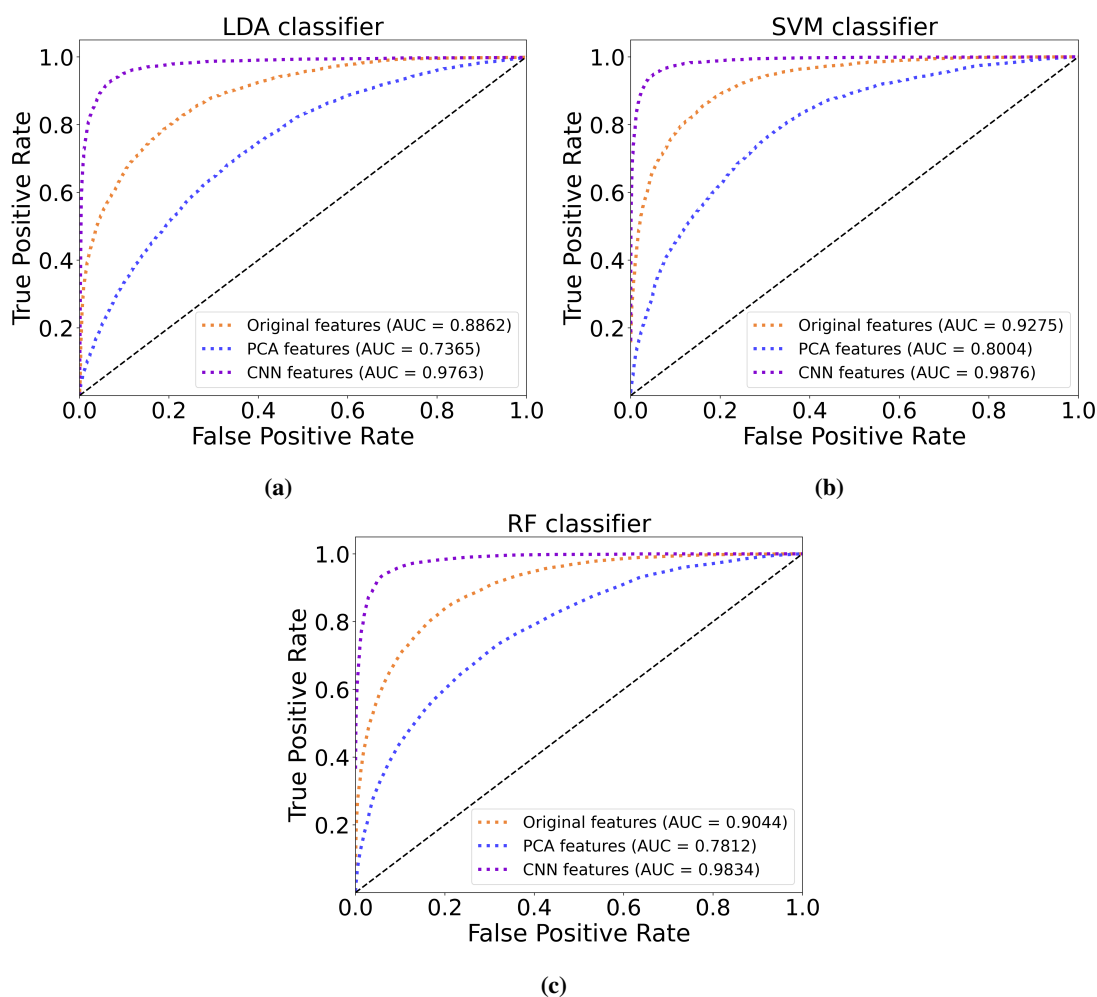 LDA classifier
1.0
0.8
0.6
0.4
0.2
True Positive Rate
Original features (AUC = 0.8862)
PCA features (AUC = 0.7365)
CNN features (AUC = 0.9763)
0.0 0.2 0.4 0.6 0.8 1.0
False Positive Rate
(a)
SVM classifier
1.0
0.8
0.6
0.4
0.2
True Positive Rate
Original features (AUC = 0.9275)
PCA features (AUC = 0.8004)
CNN features (AUC = 0.9876)
0.0 0.2 0.4 0.6 0.8 1.0
False Positive Rate
(b)
RF classifier
1.0
0.8
0.6
0.4
0.2
True Positive Rate
Original features (AUC = 0.9044)
PCA features (AUC = 0.7812)
CNN features (AUC = 0.9834)
0.0 0.2 0.4 0.6 0.8 1.0
False Positive Rate
(c)